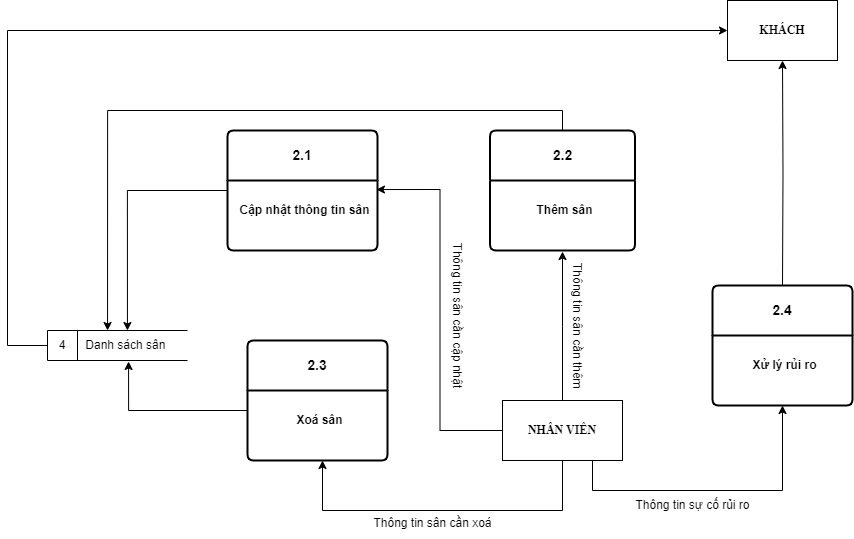 KHÁCH
2.1
Cập nhật thông tin sân
2.2
Thêm sân
Thông tin sân cần cập nhật
Thông tin sân cần thêm
2.4
Xử lý rủi ro
4
Danh sách sân
2.3
Xoá sân
NHÂN VIÊN
Thông tin sự cố rủi ro
Thông tin sân cần xoá